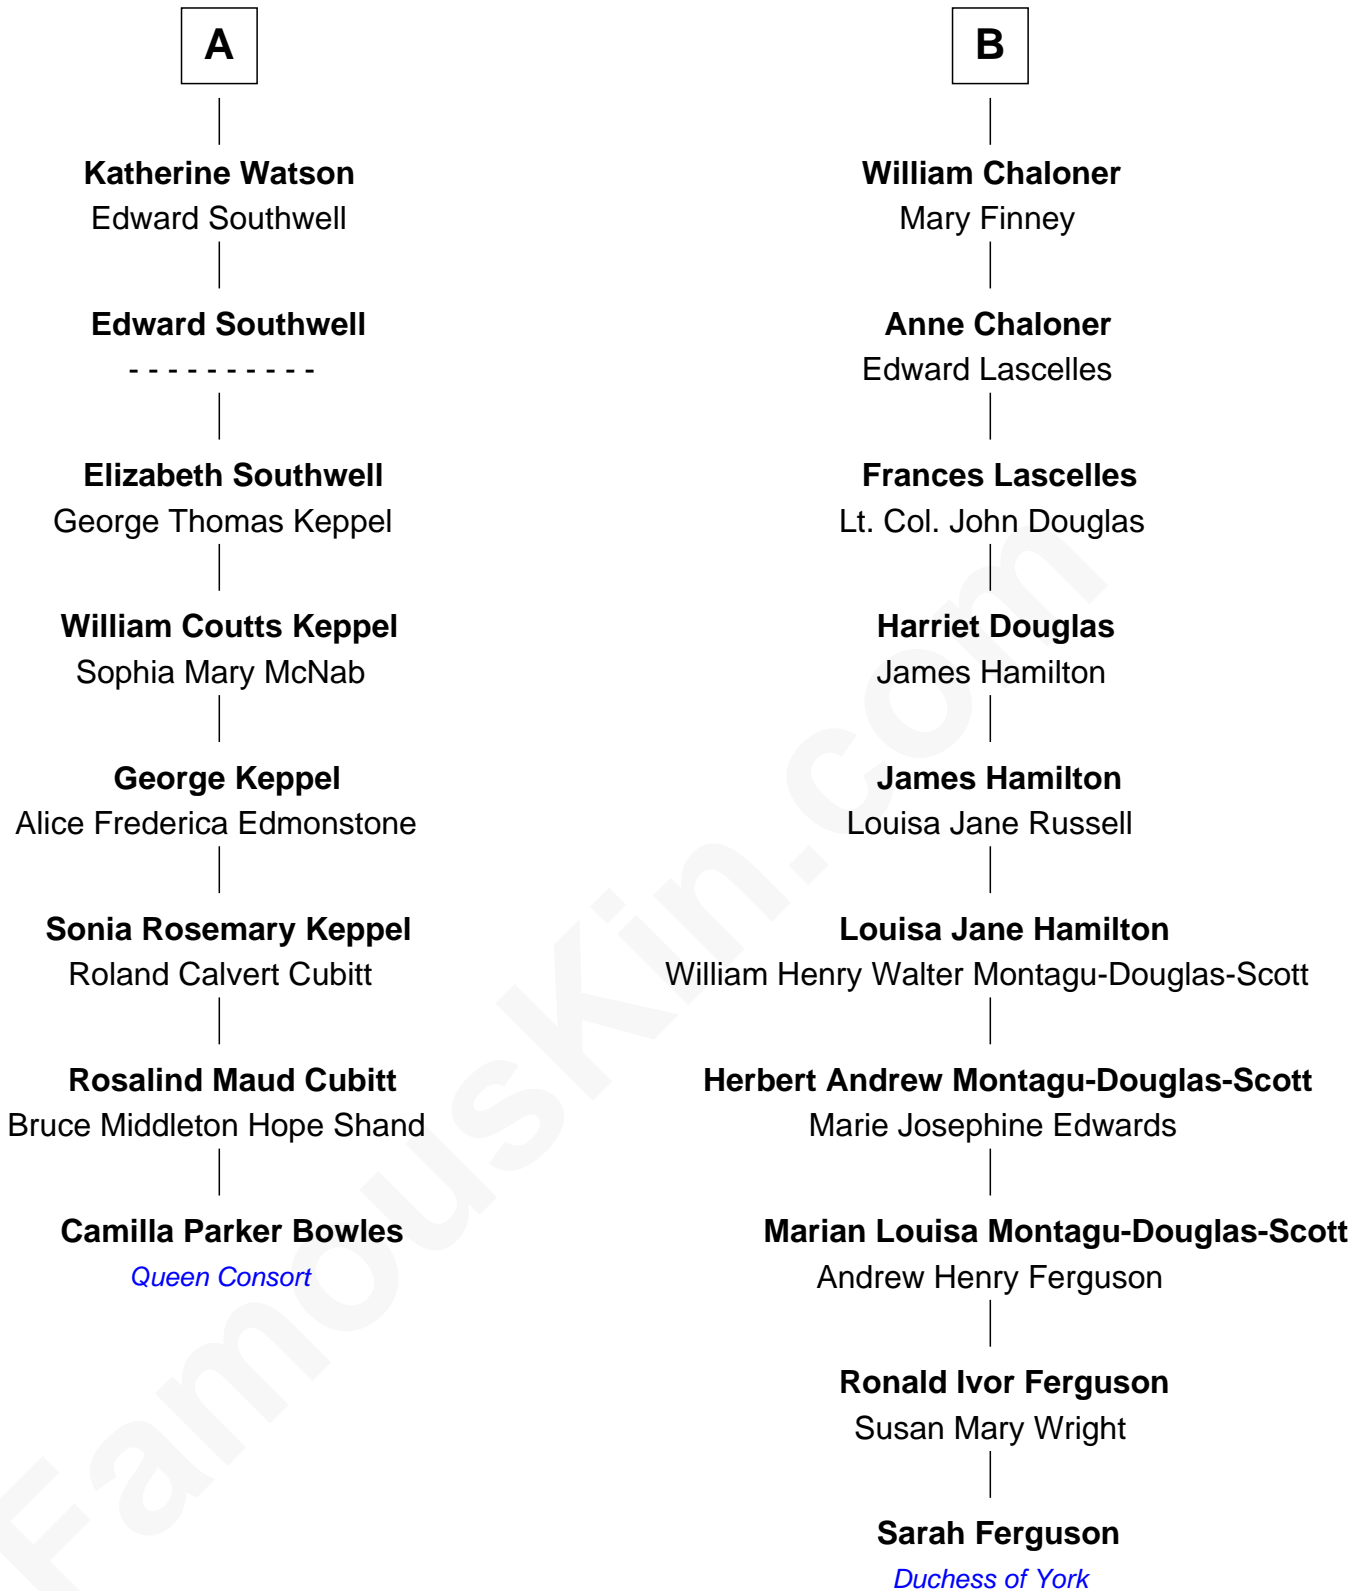 A
Katherine Watson
Edward Southwell
Edward Southwell
- - - - - - - - - -
Elizabeth Southwell
George Thomas Keppel
William Coutts Keppel
Sophia Mary McNab
George Keppel
Alice Frederica Edmonstone
Sonia Rosemary Keppel
Roland Calvert Cubitt
Rosalind Maud Cubitt
Bruce Middleton Hope Shand
Camilla Parker Bowles
Queen Consort
B
William Chaloner
Mary Finney
Anne Chaloner
Edward Lascelles
Frances Lascelles
Lt. Col. John Douglas
Harriet Douglas
James Hamilton
James Hamilton
Louisa Jane Russell
Louisa Jane Hamilton
William Henry Walter Montagu-Douglas-Scott
Herbert Andrew Montagu-Douglas-Scott
Marie Josephine Edwards
Marian Louisa Montagu-Douglas-Scott
Andrew Henry Ferguson
Ronald Ivor Ferguson
Susan Mary Wright
Sarah Ferguson
Duchess of York
FamousKin.com